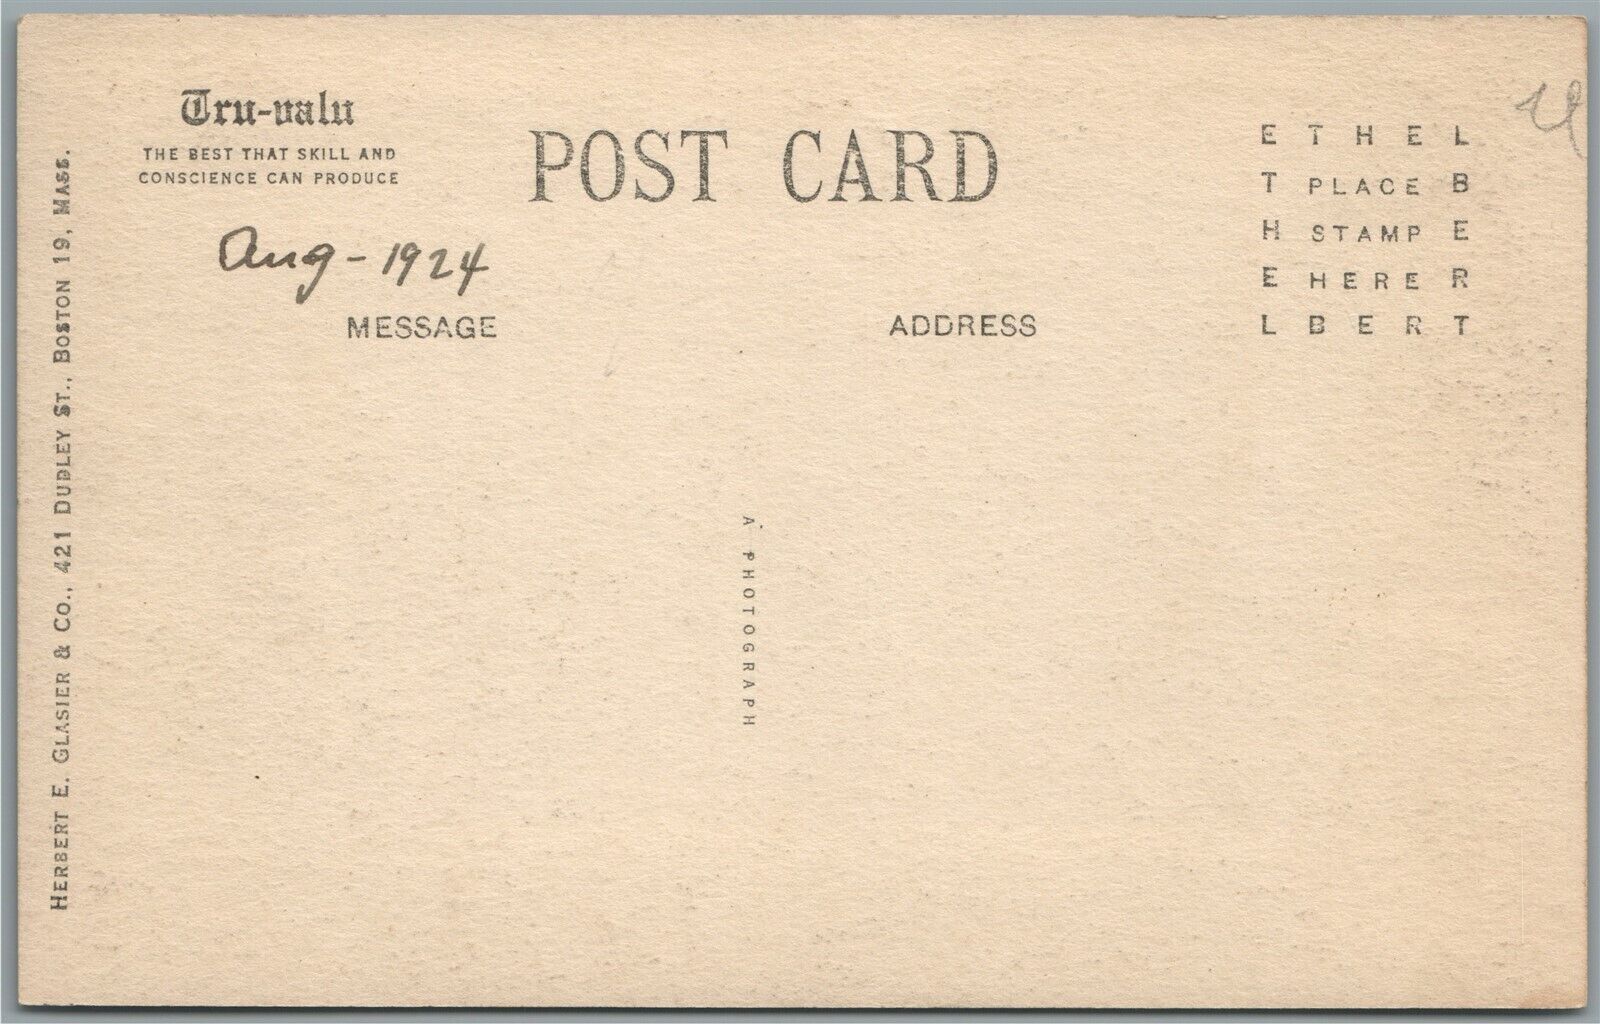 Tru-valu
THE BEST THAT SKILL AND
CONSCIENCE CAN PRODUCE
POST CARD
Aug - 1924
MESSAGE
ADDRESS
E T H E L
T PLACE B
H STAMP E
E HERE R
L B E R T
A PHOTOGRAPH
HERBERT E. GLASIER & CO., 421 DUDLEY ST., BOSTON 19, MASS.